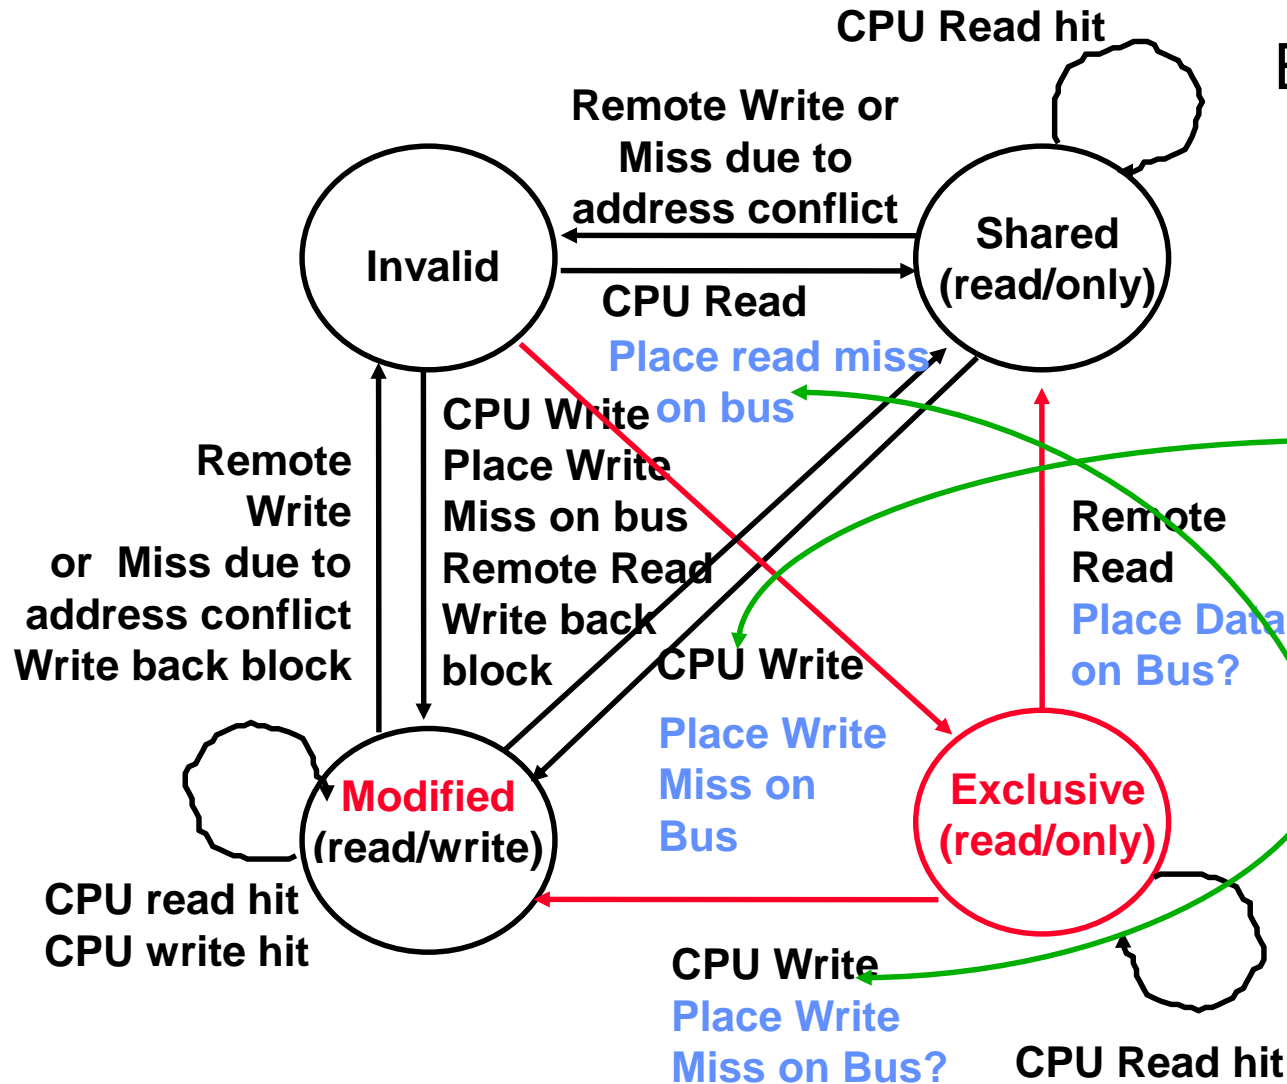 CPU Read hit
E
Remote Write or
Miss due to
address conflict
Shared
(read/only)
Invalid
CPU Read
Place read miss
on bus
CPU Write
Place Write
Miss on bus
Remote Read
Write back
block
Remote
Write
or Miss due to
address conflict
Write back block
Remote
Read
Place Data
on Bus?
CPU Write
Place Write
Miss on
Bus
Modified
(read/write)
Exclusive
(read/only)
CPU read hit
CPU write hit
CPU Write
Place Write
Miss on Bus?
CPU Read hit